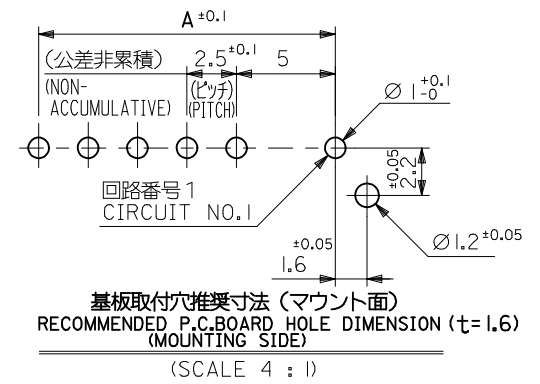 A ±0.1
(公差非累積) 2.5 ±0.1 5
(NON-ACCUMULATIVE)
(ピッチ)
(PITCH)
Ø 1 +0.1 -0
±0.05
2.2
回路番号 1
CIRCUIT NO.1
Ø1.2 ±0.05
±0.05
1.6
基板取付穴推奨寸法 (マウント面)
RECOMMENDED P.C.BOARD HOLE DIMENSION (t=1.6)
(MOUNTING SIDE)
(SCALE 4 : 1)